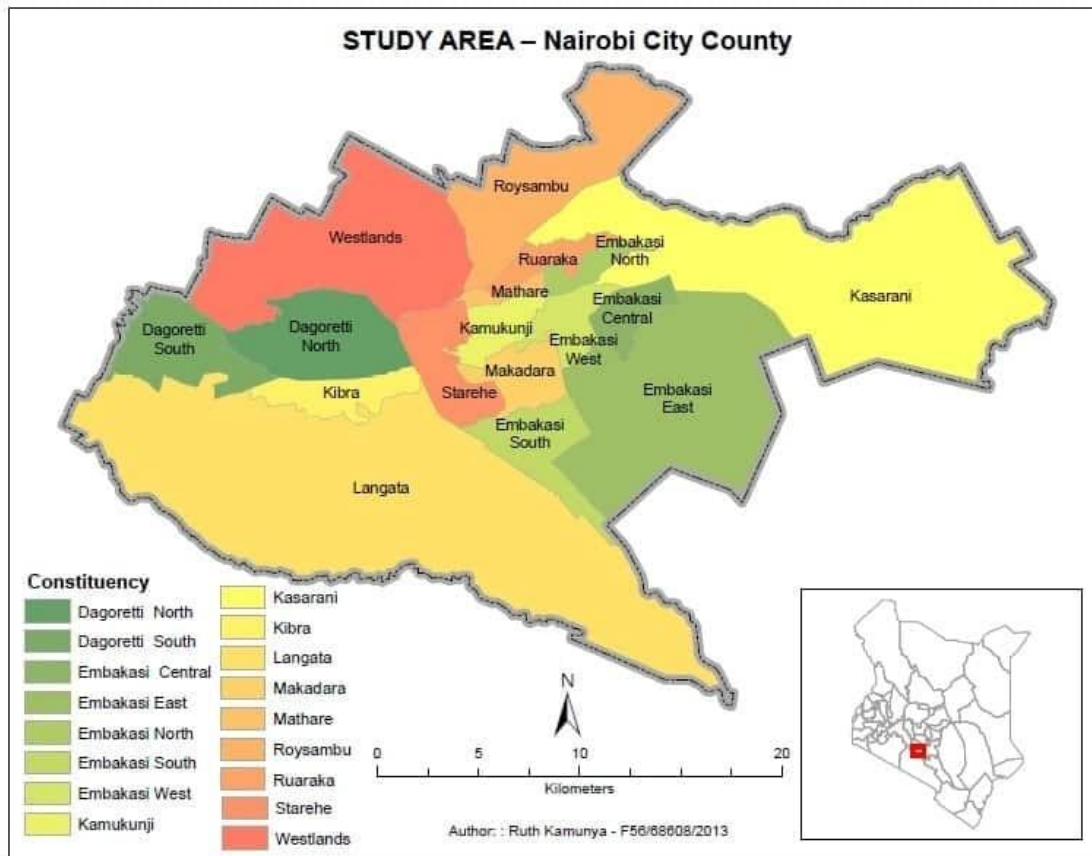 STUDY AREA – Nairobi City County
Roysambu
Westlands
Embakasi
North
Ruaraka
Kasarani
Mathare
Embakasi
Central
Dagoretti
South
Dagoretti
North
Kamukunji
Embakasi
West
Makadara
Kibra
Starehe
Embakasi
East
Embakasi
South
Langata
Constituency
Dagoretti North
Dagoretti South
Embakasi Central
Embakasi East
Embakasi North
Embakasi South
Embakasi West
Kamukunji
Kasarani
Kibra
Langata
Makadara
Mathare
Roysambu
Ruaraka
Starehe
Westlands
N
0 5 10 20
Kilometers
Author: : Ruth Kamunya - F56/68608/2013